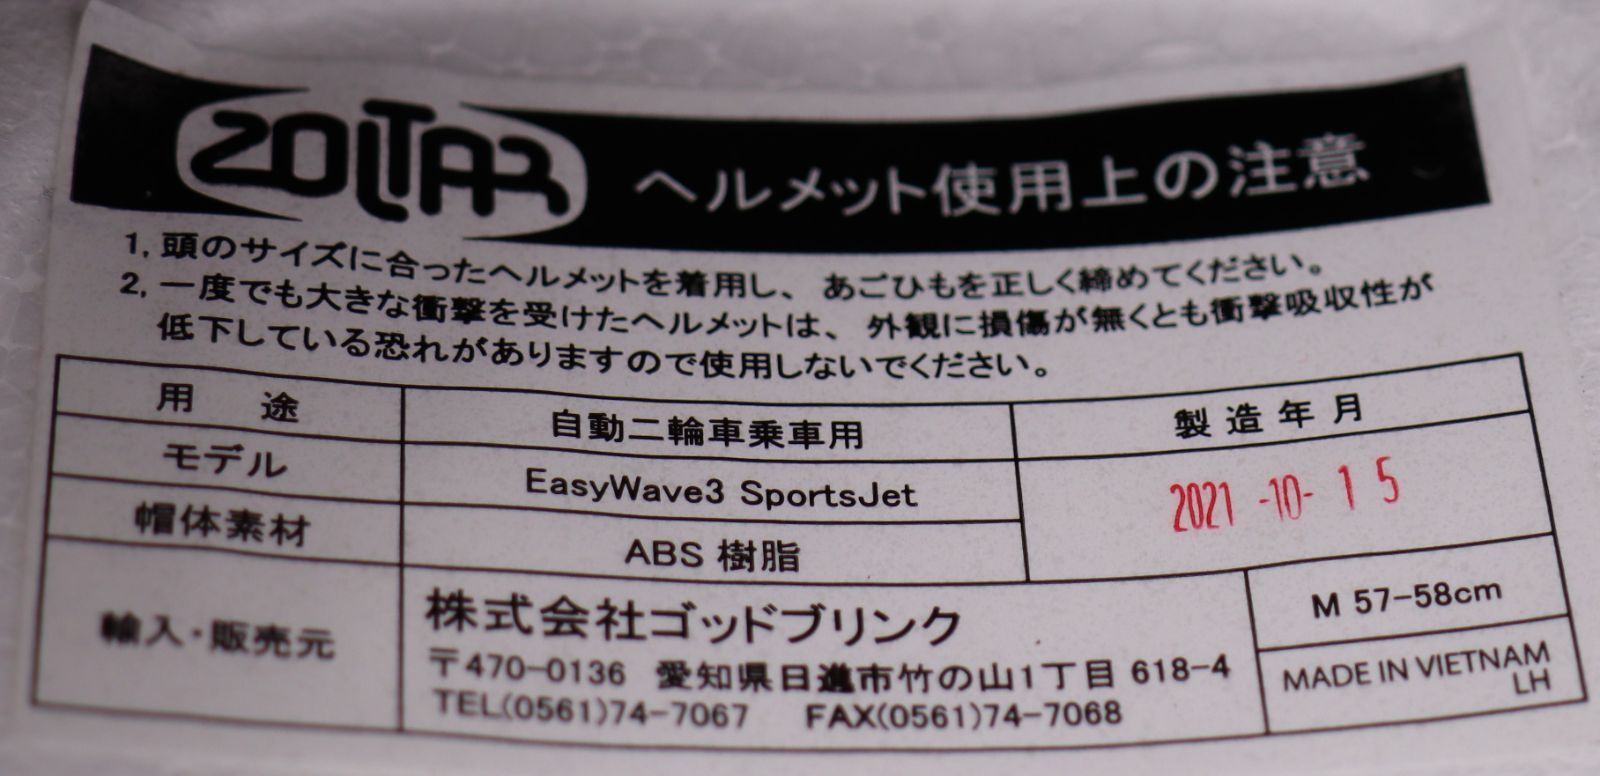 ZOLTAR ヘルメット使用上の注意
1, 頭のサイズに合ったヘルメットを着用し、あごひもを正しく締めてください。
2, 一度でも大きな衝撃を受けたヘルメットは、外観に損傷が無くとも衝撃吸収性が
低下している恐れがありますので使用しないでください。
用途 自動二輪車乗車用 製造年月
モデル EasyWave3 SportsJet 2021-10-15
帽体素材 ABS 樹脂
輸入・販売元 株式会社ゴッドブリンク
〒470-0136 愛知県日進市竹の山1丁目 618-4
TEL(0561)74-7067 FAX(0561)74-7068
M 57-58cm
MADE IN VIETNAM
LH